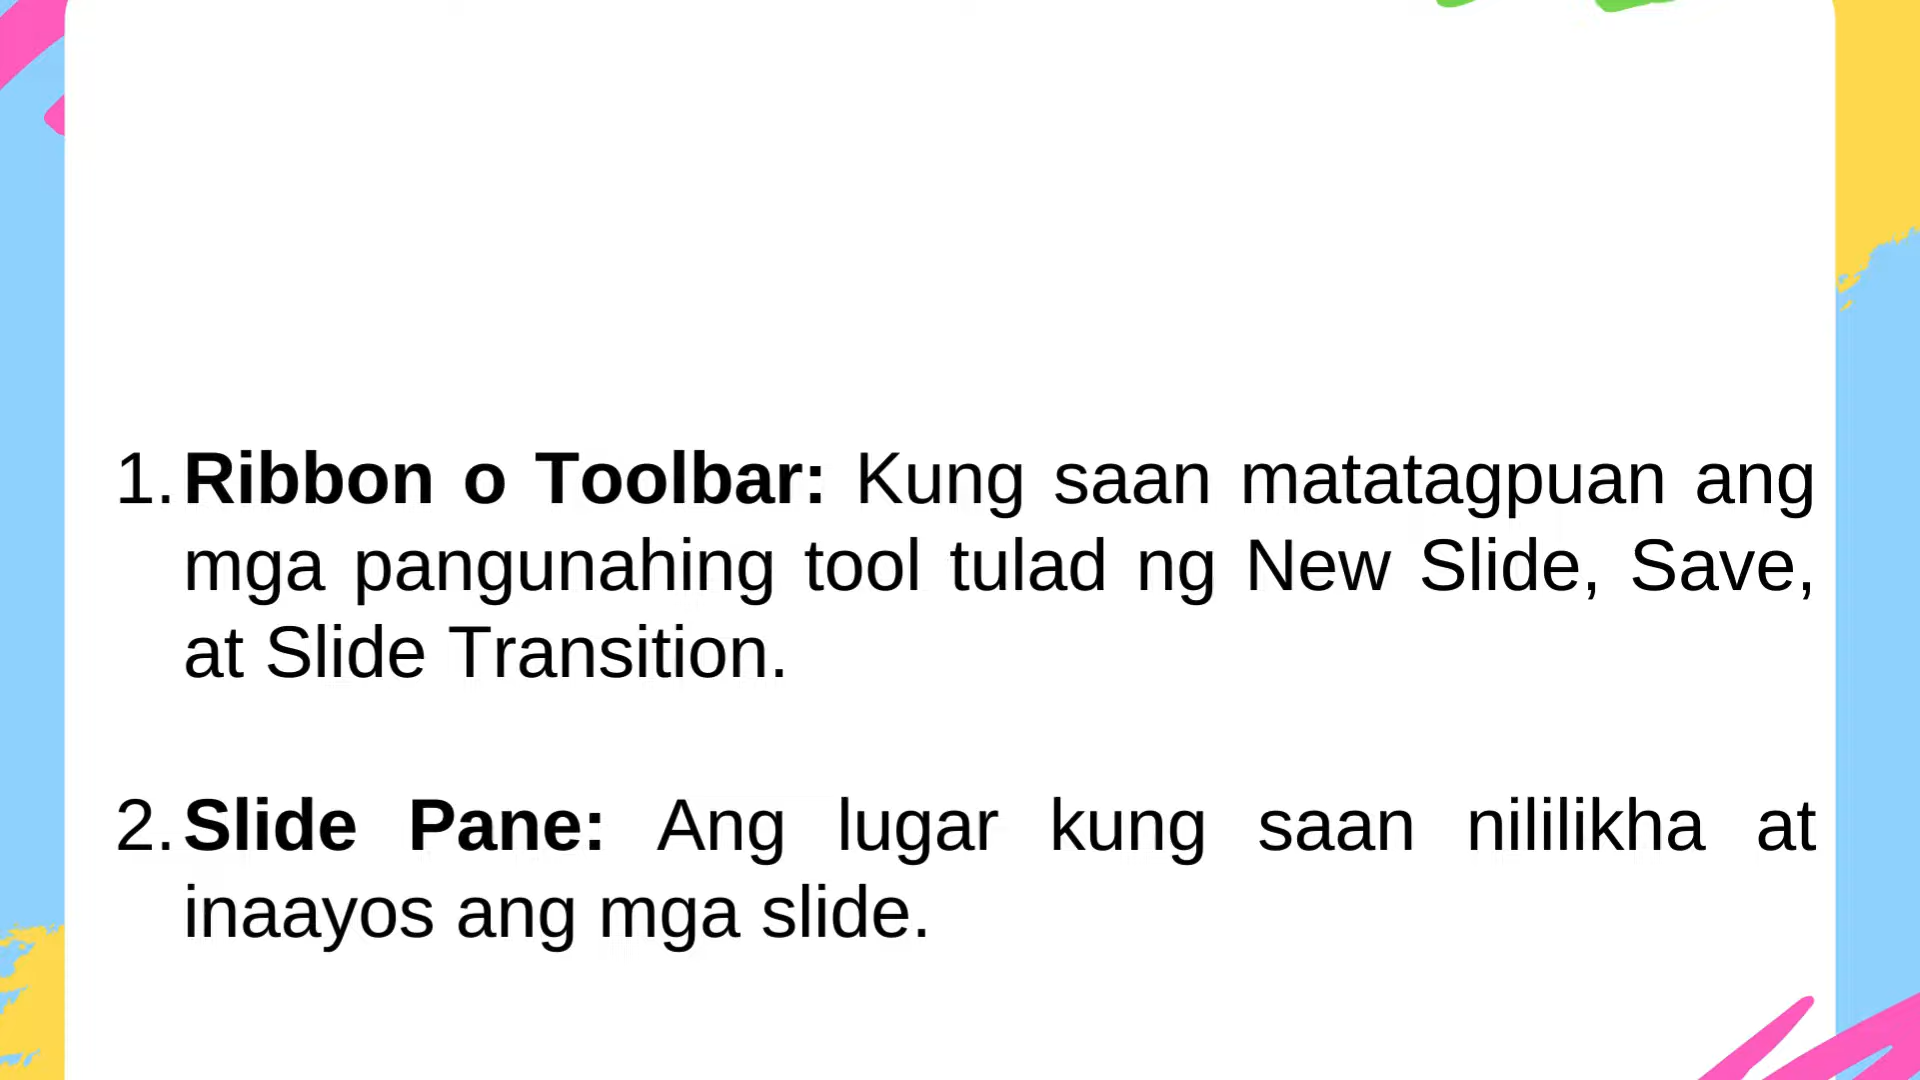 1. Ribbon o Toolbar: Kung saan matatagpuan ang
mga pangunahing tool tulad ng New Slide, Save,
at Slide Transition.
2. Slide Pane: Ang lugar kung saan nililikha at
inaayos ang mga slide.